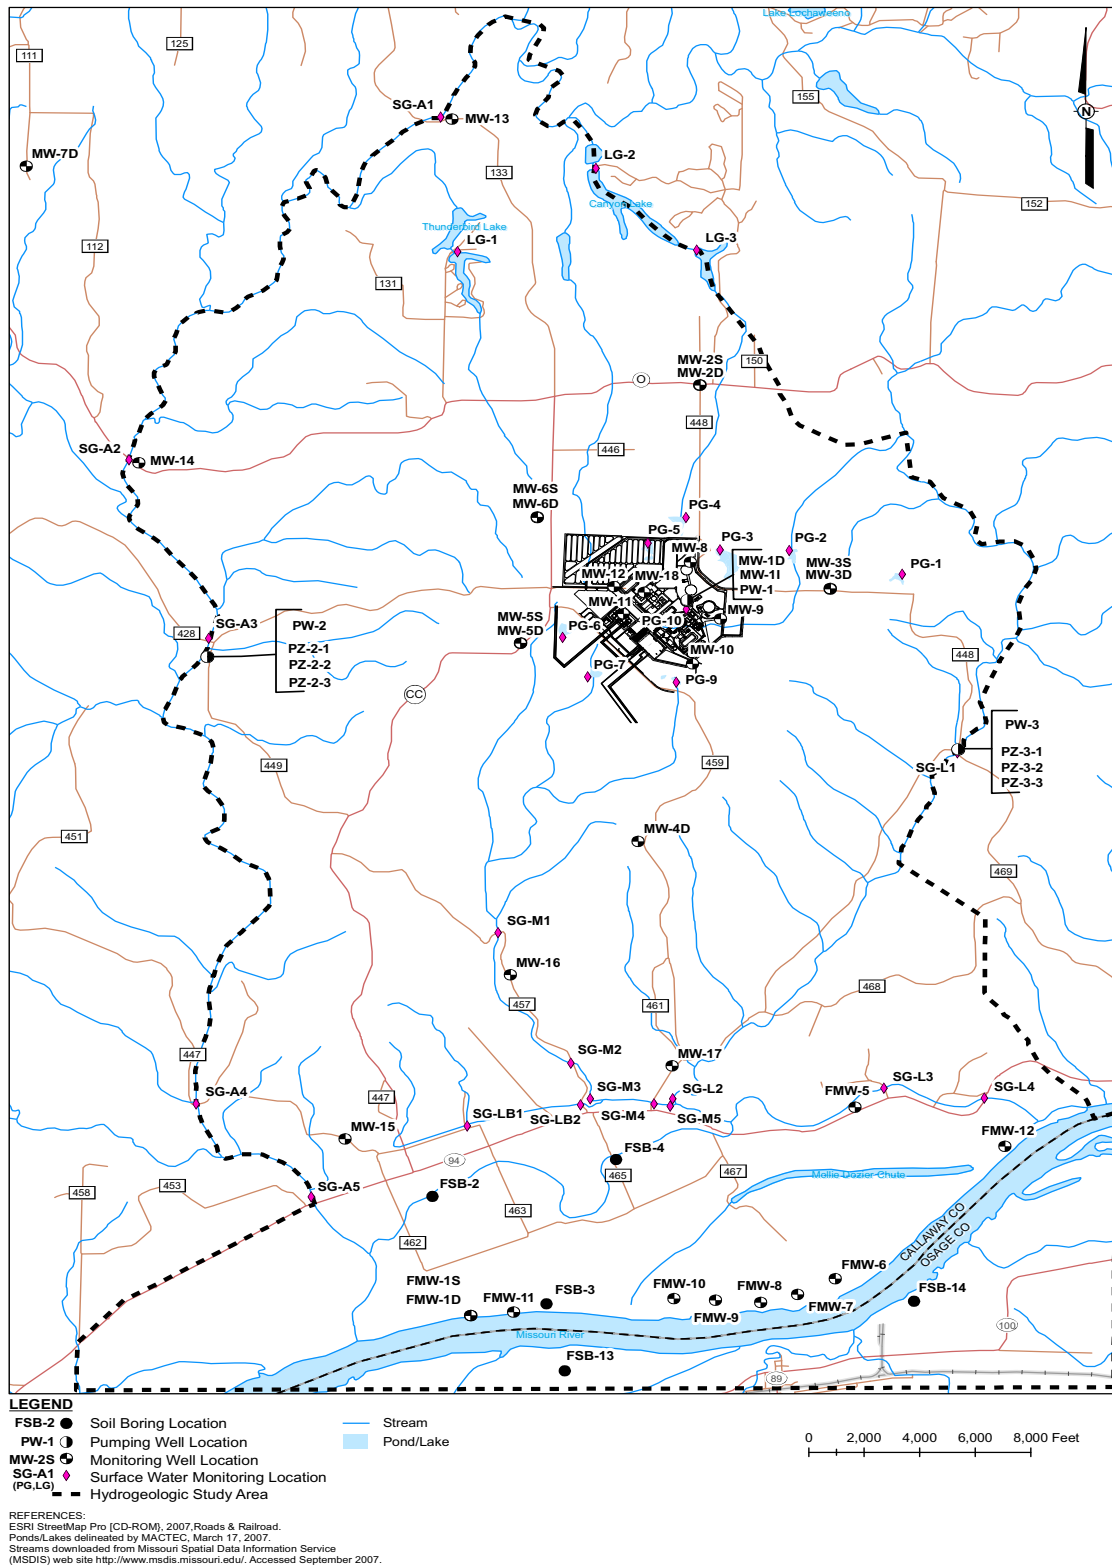 Lake Lochaweeno
125
111
155
SG-A1
MW-13
N
MW-7D
LG-2
133
152
Canyon Lake
Thunderbird Lake
LG-1
LG-3
112
131
150
MW-2S
MW-2D
O
448
SG-A2
MW-14
446
MW-6S
MW-6D
PG-4
PG-5
PG-3
PG-2
MW-8
MW-1D
MW-1I
PW-1
MW-3S
MW-3D
PG-1
MW-12
MW-18
MW-11
MW-9
MW-5S
MW-5D
PG-6
PG-10
MW-10
SG-A3
428
PW-2
PZ-2-1
PZ-2-2
PZ-2-3
PG-7
PG-9
448
CC
PW-3
PZ-3-1
PZ-3-2
PZ-3-3
SG-L1
449
459
451
MW-4D
469
SG-M1
MW-16
468
457
461
447
SG-M2
MW-17
SG-A4
447
SG-M3
SG-L2
FMW-5
SG-L3
SG-L4
SG-LB1
SG-LB2
SG-M4
SG-M5
MW-15
FMW-12
94
FSB-4
465
467
Mollie Dozier Chute
458
453
SG-A5
FSB-2
463
462
CALLAWAY CO
OSAGE CO
FMW-1S
FMW-1D
FMW-11
FSB-3
FMW-10
FMW-8
FMW-6
FMW-9
FMW-7
FSB-14
Missouri River
100
FSB-13
89
LEGEND
FSB-2 Soil Boring Location
PW-1 Pumping Well Location
MW-2S Monitoring Well Location
SG-A1 Surface Water Monitoring Location
(PG,LG)
Hydrogeologic Study Area
Stream
Pond/Lake
0 2,000 4,000 6,000 8,000 Feet
REFERENCES:
ESRI StreetMap Pro [CD-ROM], 2007,Roads & Railroad.
Ponds/Lakes delineated by MACTEC, March 17, 2007.
Streams downloaded from Missouri Spatial Data Information Service
(MSDIS) web site http://www.msdis.missouri.edu/. Accessed September 2007.